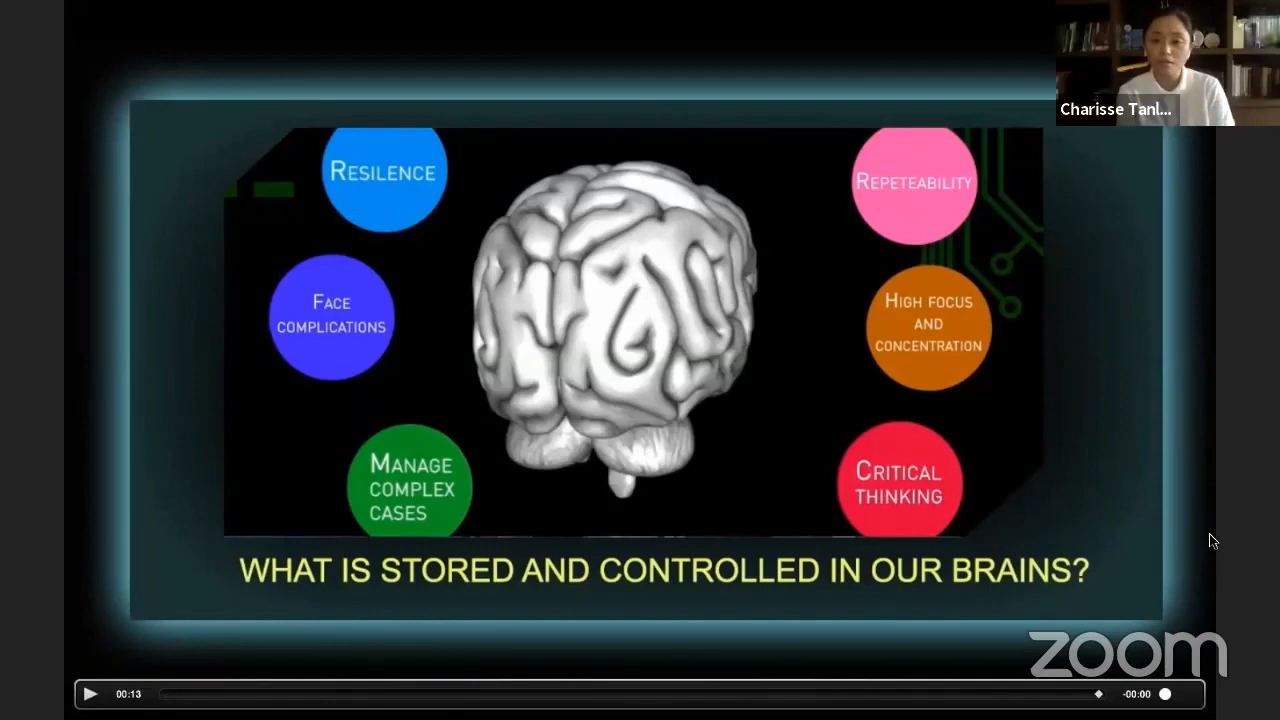 Charisse Tanl...
RESILENCE
REPETEABILITY
FACE
COMPLICATIONS
HIGH FOCUS
AND
CONCENTRATION
MANAGE
COMPLEX
CASES
CRITICAL
THINKING
WHAT IS STORED AND CONTROLLED IN OUR BRAINS?
zoom
00:13
-00:00